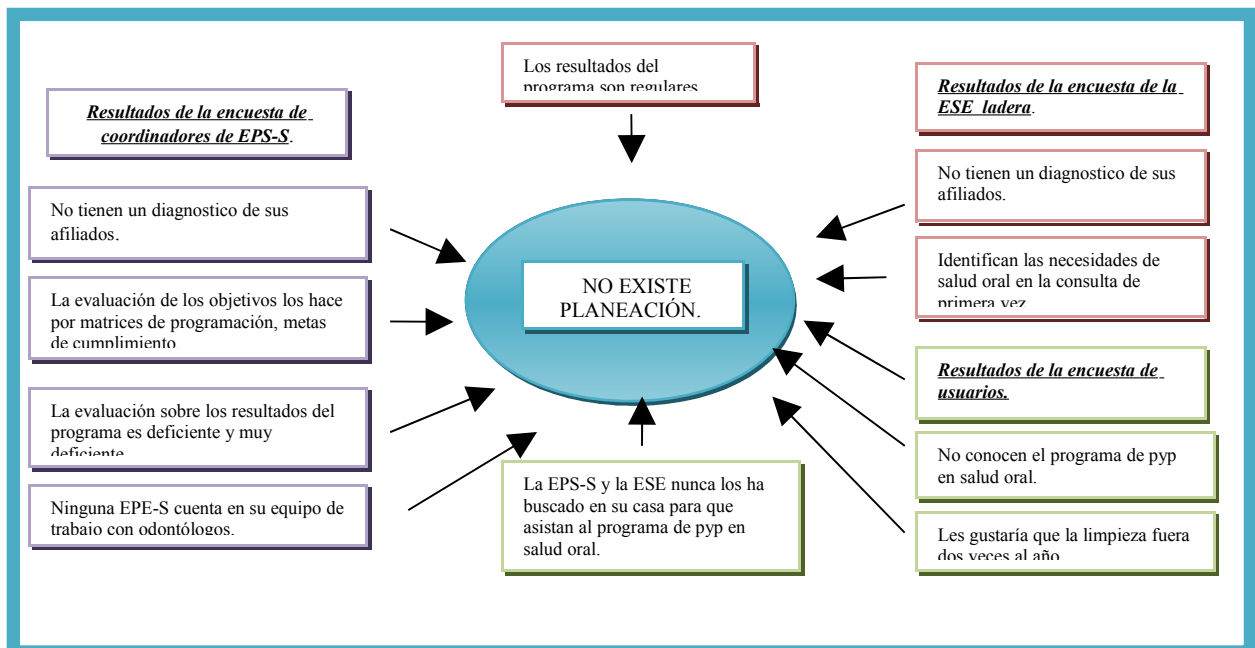 Los resultados del
programa son regulares
Resultados de la encuesta de
coordinadores de EPS-S.
No tienen un diagnostico de sus
afiliados.
La evaluación de los objetivos los hace
por matrices de programación, metas
de cumplimiento
La evaluación sobre los resultados del
programa es deficiente y muy
deficiente
Ninguna EPE-S cuenta en su equipo de
trabajo con odontólogos.
NO EXISTE
PLANEACIÓN.
La EPS-S y la ESE nunca los ha
buscado en su casa para que
asistan al programa de pyp en
salud oral.
Resultados de la encuesta de la
ESE ladera.
No tienen un diagnostico de sus
afiliados.
Identifican las necesidades de
salud oral en la consulta de
primera vez
Resultados de la encuesta de
usuarios.
No conocen el programa de pyp
en salud oral.
Les gustaría que la limpieza fuera
dos veces al año